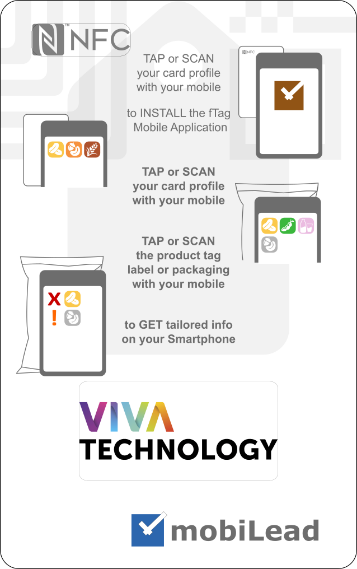 NFC
TAP or SCAN
your card profile
with your mobile
to INSTALL the fTag
Mobile Application
TAP or SCAN
your card profile
with your mobile
TAP or SCAN
the product tag
label or packaging
with your mobile
X
!
to GET tailored info
on your Smartphone
VIVA
TECHNOLOGY
mobiLead